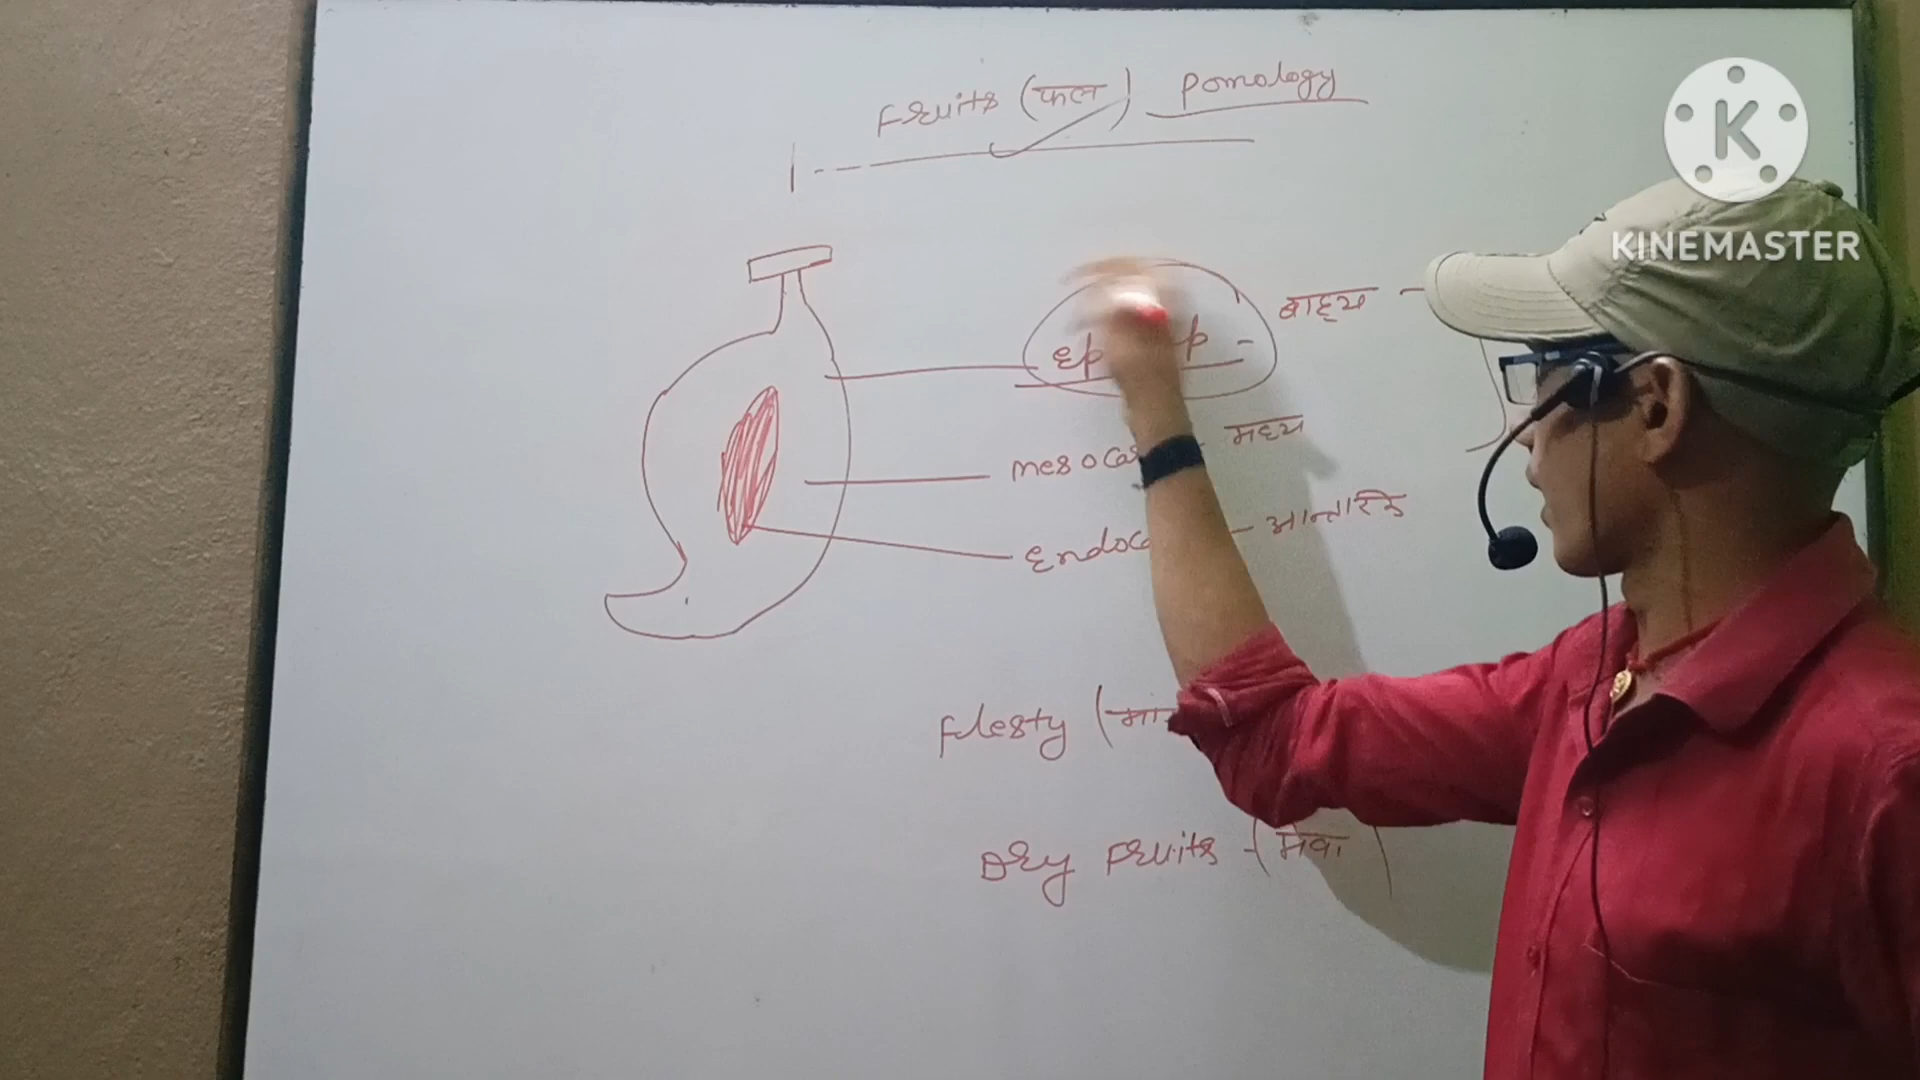 Fruits (फल) Pomology
K
KINEMASTER
बाह्य -
मध्य
आन्तरिक
Flesty
Dry Fruits - (मेवा)